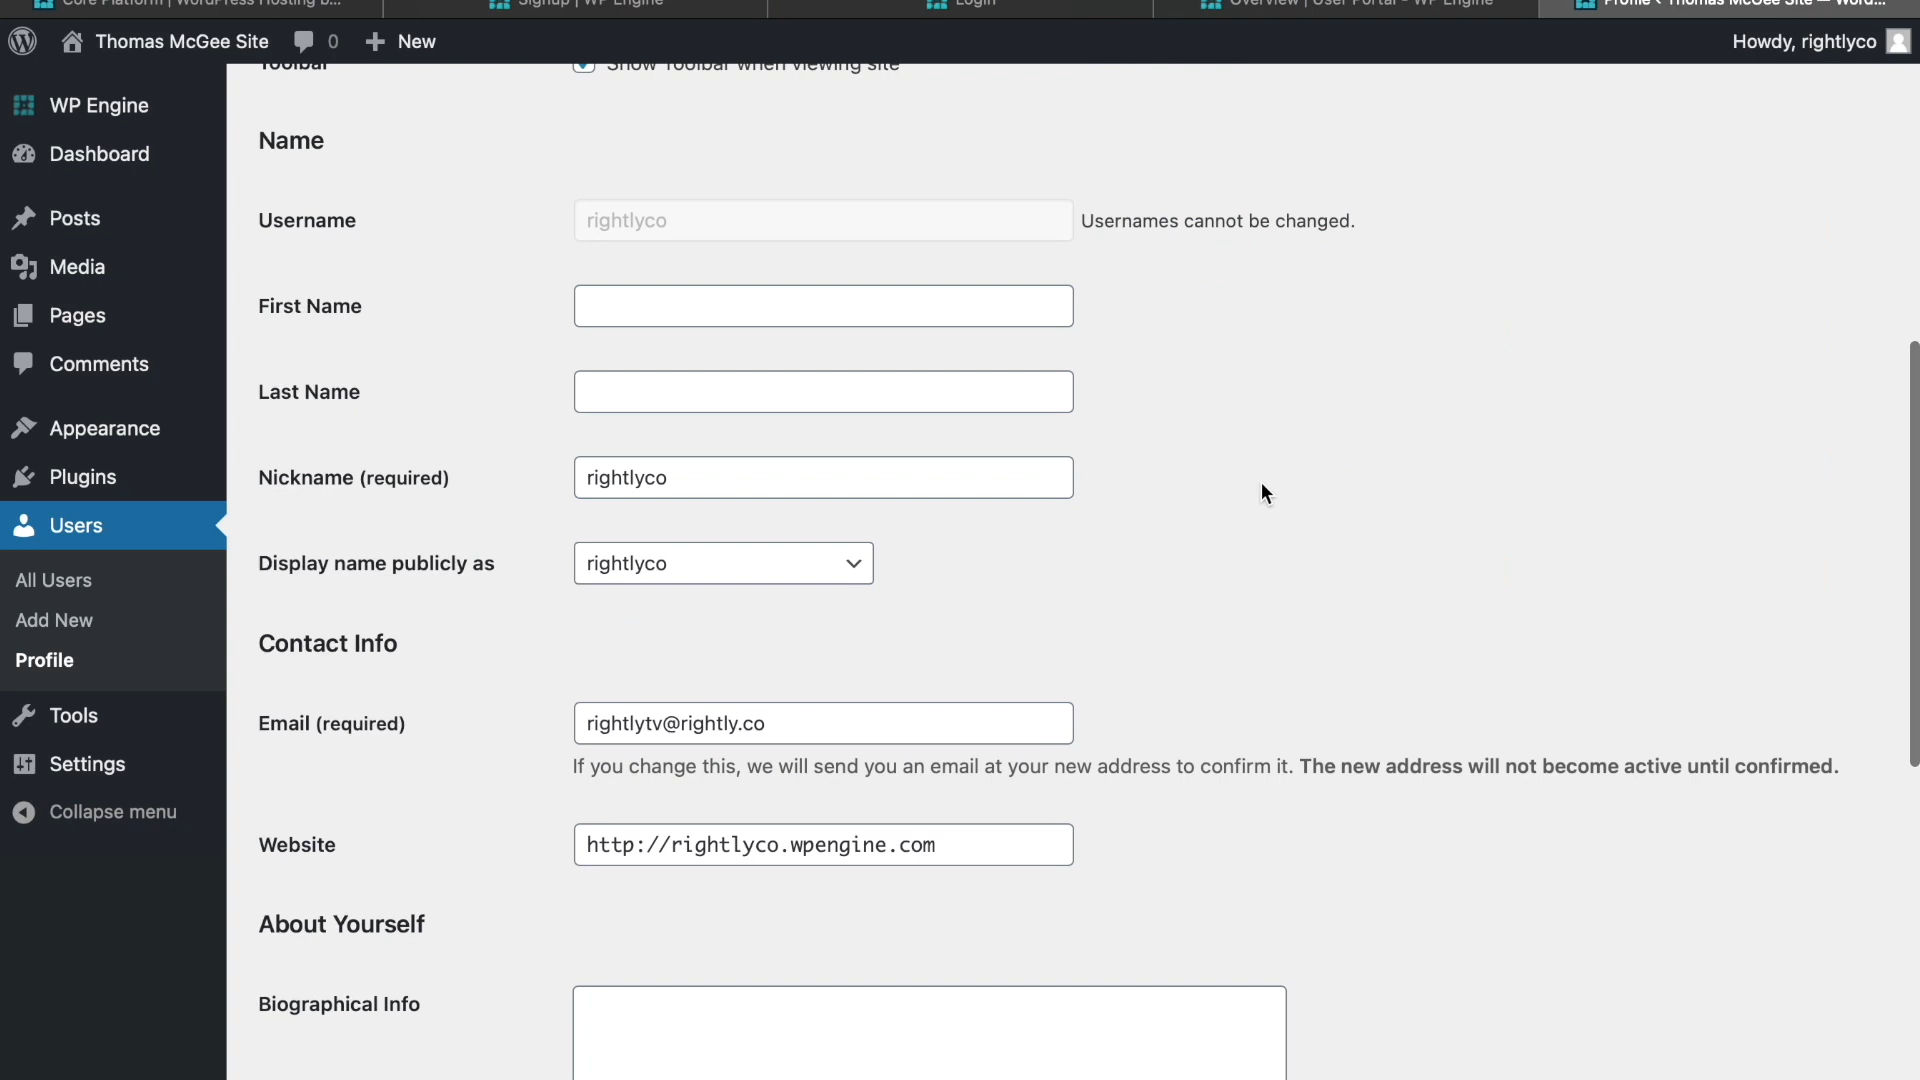 Core Platform | WordPress Hosting b...
Signup | WP Engine
Login
Overview | User Portal - WP Engine
Profile < Thomas McGee Site — Word...
Thomas McGee Site
0
New
Howdy, rightlyco
WP Engine
Dashboard
Posts
Media
Pages
Comments
Appearance
Plugins
Users
All Users
Add New
Profile
Tools
Settings
Collapse menu
Toolbar
Show Toolbar when viewing site
Name
Username
rightlyco
Usernames cannot be changed.
First Name
Last Name
Nickname (required)
rightlyco
Display name publicly as
rightlyco
Contact Info
Email (required)
rightlytv@rightly.co
If you change this, we will send you an email at your new address to confirm it. The new address will not become active until confirmed.
Website
http://rightlyco.wpengine.com
About Yourself
Biographical Info